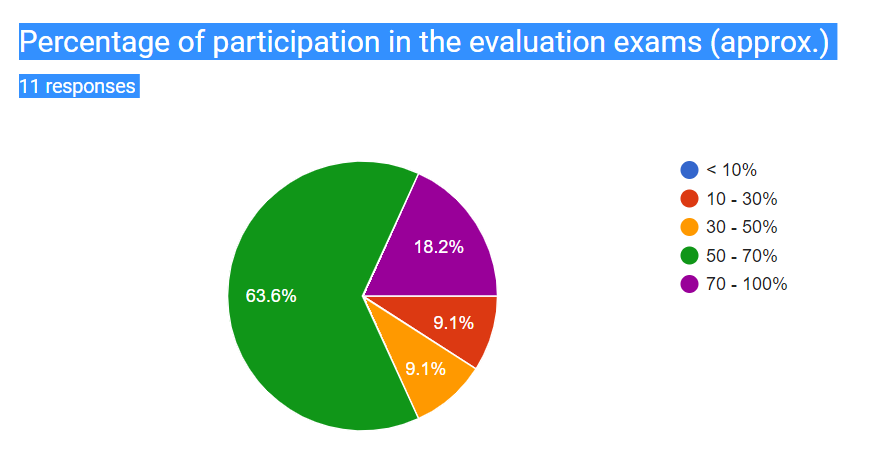 Percentage of participation in the evaluation exams (approx.)
11 responses
< 10%
10 - 30%
30 - 50%
50 - 70%
70 - 100%
18.2%
63.6%
9.1%
9.1%